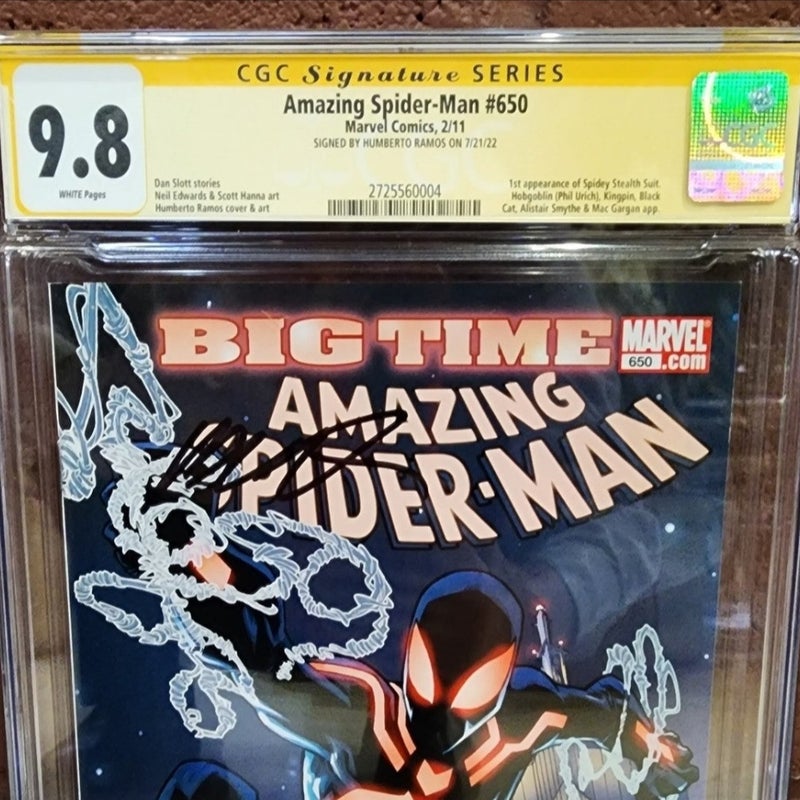 CGC Signature SERIES
9.8
WHITE Pages
Amazing Spider-Man #650
Marvel Comics, 2/11
SIGNED BY HUMBERTO RAMOS ON 7/21/22
Dan Slott stories
Neil Edwards & Scott Hanna art
Humberto Ramos cover & art
2725560004
1st appearance of Spidey Stealth Suit.
Hobgoblin (Phil Urich), Kingpin, Black
Cat, Alistair Smythe & Mac Gargan app.
CGC
BIG TIME
MARVEL
650 .com
AMAZING
SPIDER-MAN